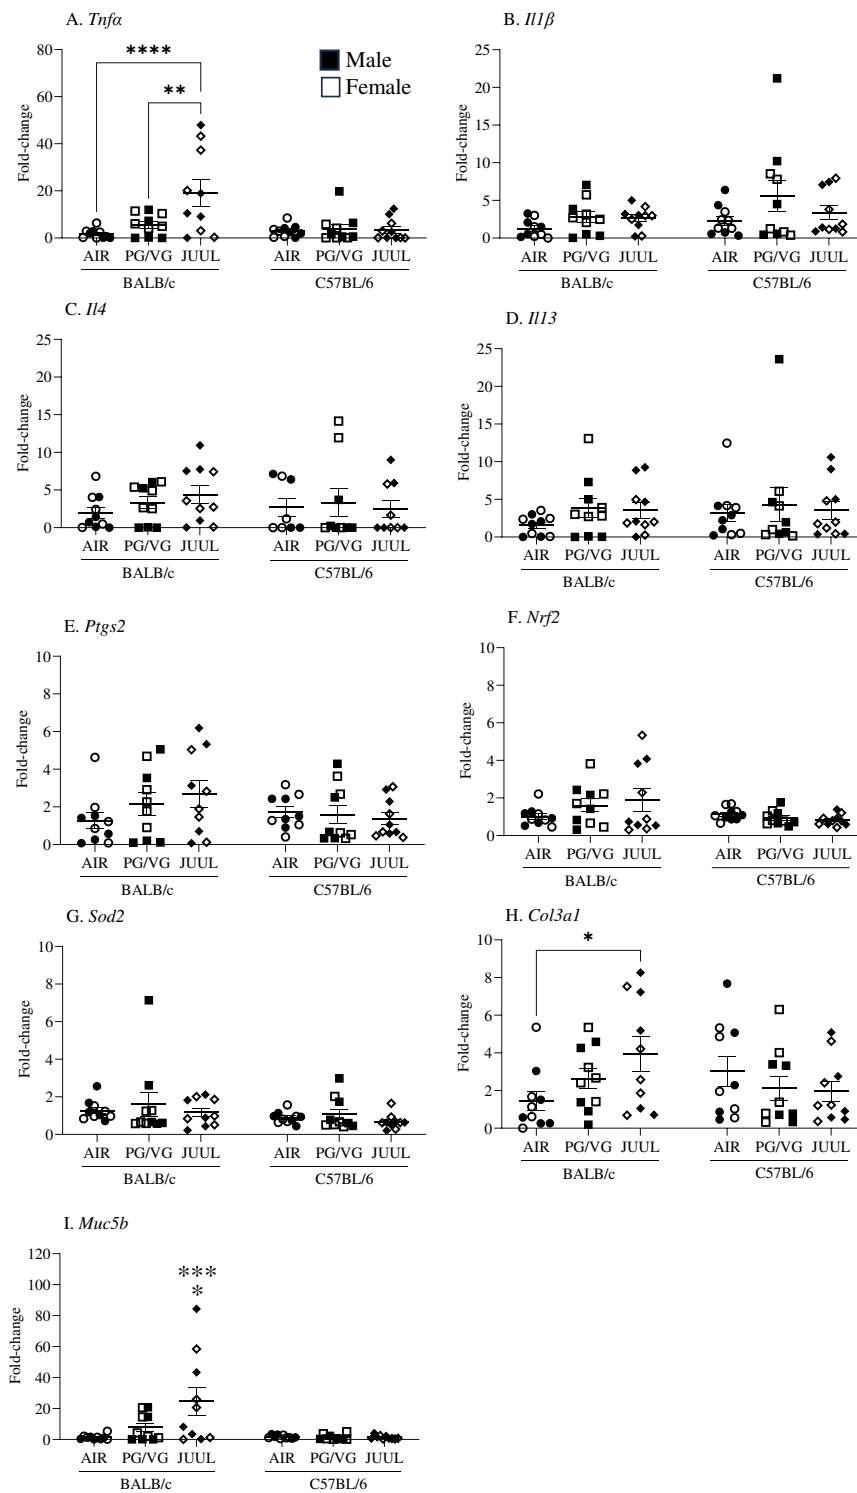 A. Tnfα
B. Il1β
80
60
40
20
0
Fold-change
****
**
Male
Female
AIR PG/VG JUUL AIR PG/VG JUUL
BALB/c C57BL/6
25
20
15
10
5
0
Fold-change
AIR PG/VG JUUL AIR PG/VG JUUL
BALB/c C57BL/6
C. Il4
D. Il13
25
20
15
10
5
0
Fold-change
AIR PG/VG JUUL AIR PG/VG JUUL
BALB/c C57BL/6
25
20
15
10
5
0
Fold-change
AIR PG/VG JUUL AIR PG/VG JUUL
BALB/c C57BL/6
E. Ptgs2
F. Nrf2
10
8
6
4
2
0
Fold-change
AIR PG/VG JUUL AIR PG/VG JUUL
BALB/c C57BL/6
10
8
6
4
2
0
Fold-change
AIR PG/VG JUUL AIR PG/VG JUUL
BALB/c C57BL/6
G. Sod2
H. Col3a1
10
8
6
4
2
0
Fold-change
AIR PG/VG JUUL AIR PG/VG JUUL
BALB/c C57BL/6
10
8
6
4
2
0
Fold-change
*
AIR PG/VG JUUL AIR PG/VG JUUL
BALB/c C57BL/6
I. Muc5b
120
100
80
60
40
20
0
Fold-change
***
*
AIR PG/VG JUUL AIR PG/VG JUUL
BALB/c C57BL/6